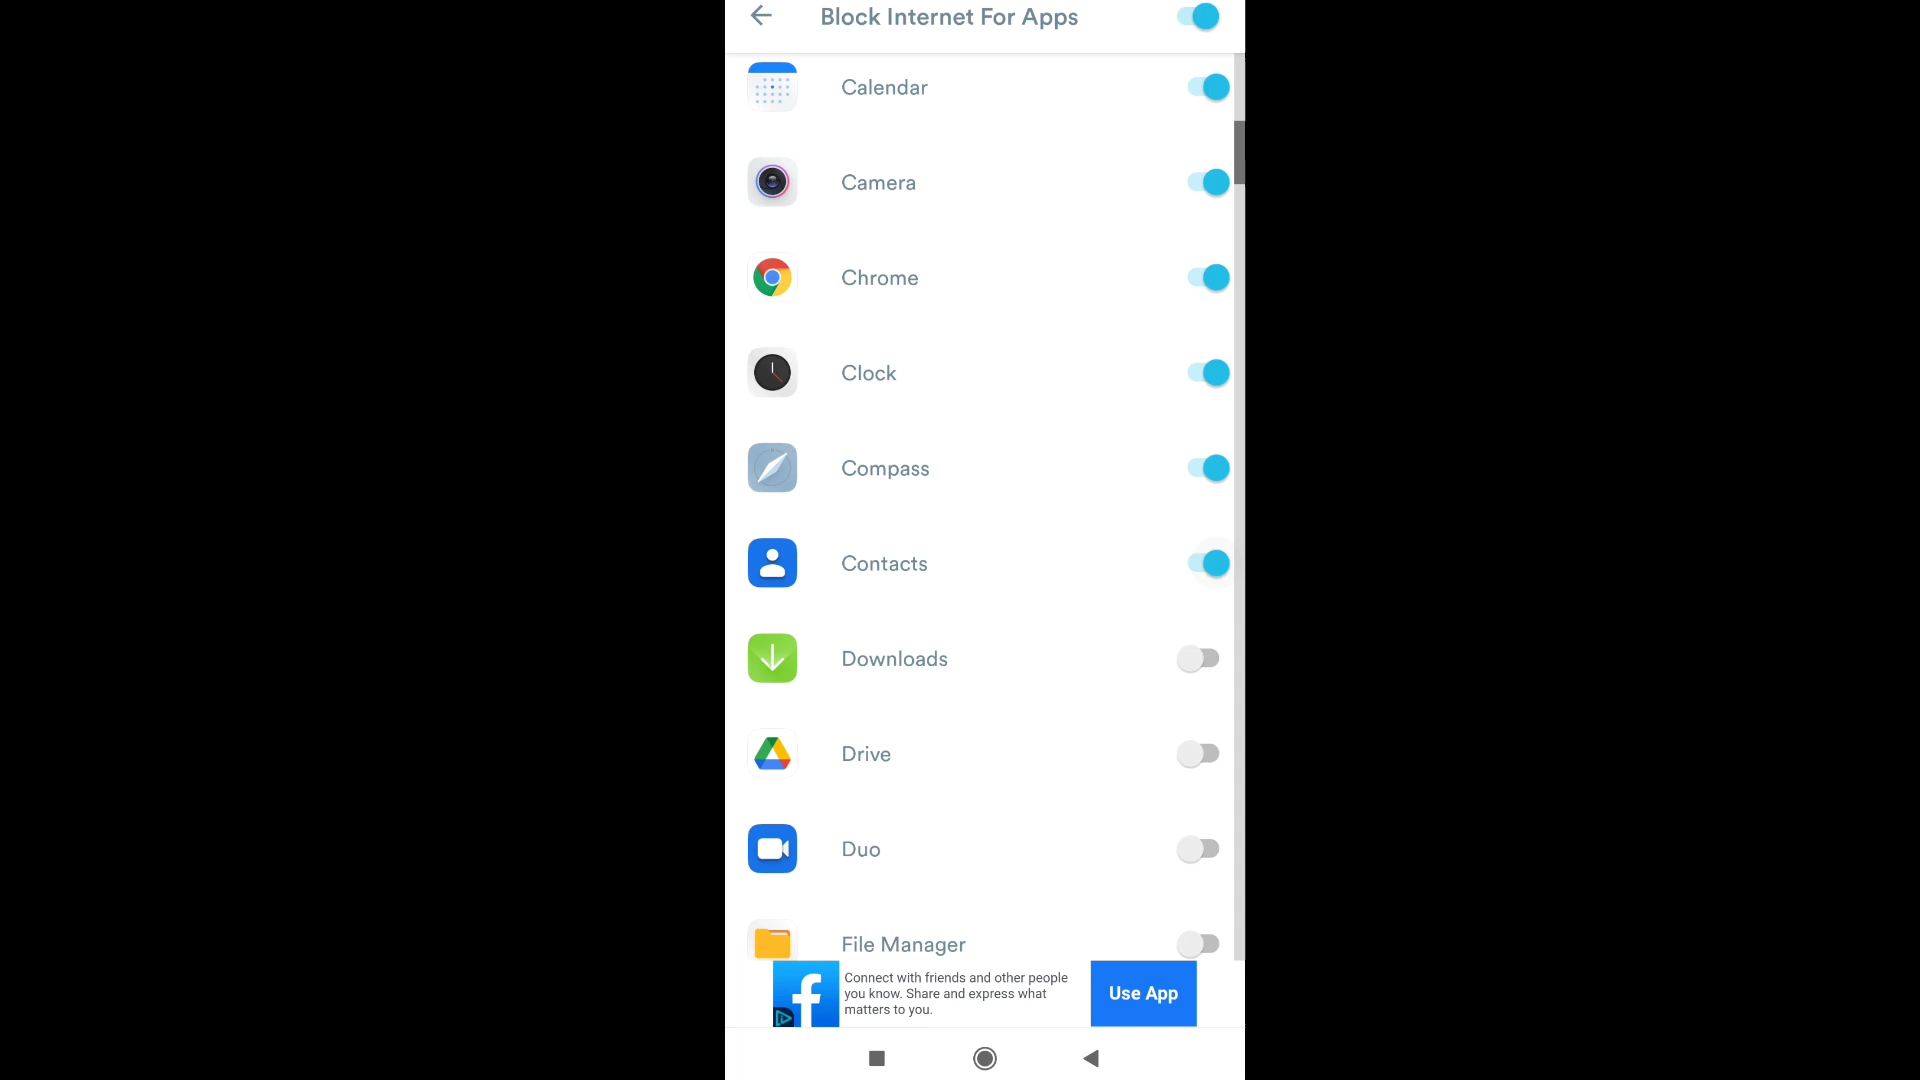 Block Internet For Apps
Calendar
Camera
Chrome
Clock
Compass
Contacts
Downloads
Drive
Duo
File Manager
Connect with friends and other people
you know. Share and express what
matters to you.
Use App